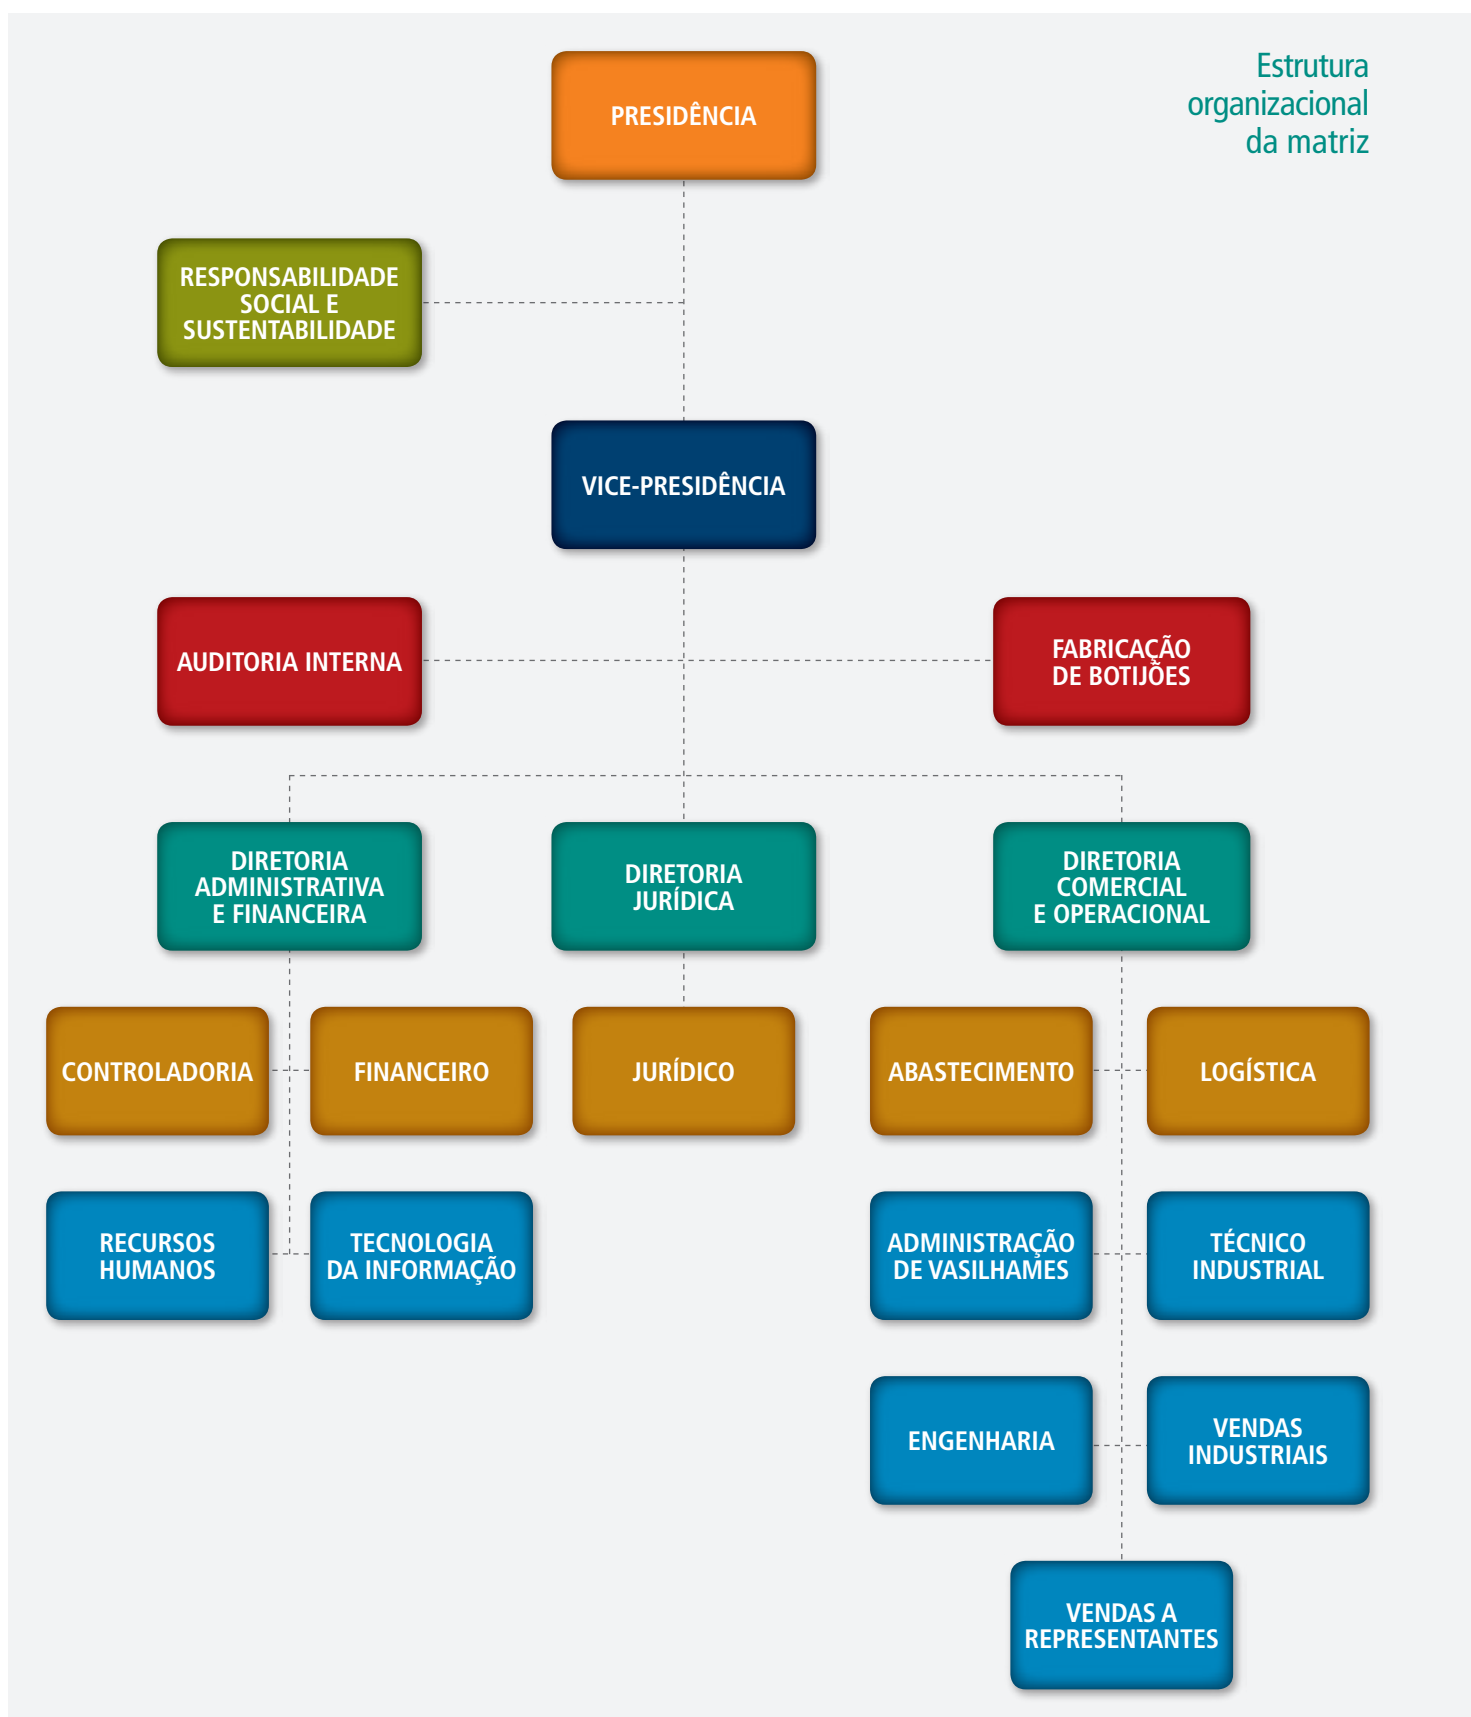 Estrutura
organizacional
da matriz
PRESIDÊNCIA
RESPONSABILIDADE
SOCIAL E
SUSTENTABILIDADE
VICE-PRESIDÊNCIA
AUDITORIA INTERNA
FABRICAÇÃO
DE BOTIJÕES
DIRETORIA
ADMINISTRATIVA
E FINANCEIRA
DIRETORIA
JURÍDICA
DIRETORIA
COMERCIAL
E OPERACIONAL
CONTROLADORIA
FINANCEIRO
JURÍDICO
ABASTECIMENTO
LOGÍSTICA
RECURSOS
HUMANOS
TECNOLOGIA
DA INFORMAÇÃO
ADMINISTRAÇÃO
DE VASILHAMES
TÉCNICO
INDUSTRIAL
ENGENHARIA
VENDAS
INDUSTRIAIS
VENDAS A
REPRESENTANTES